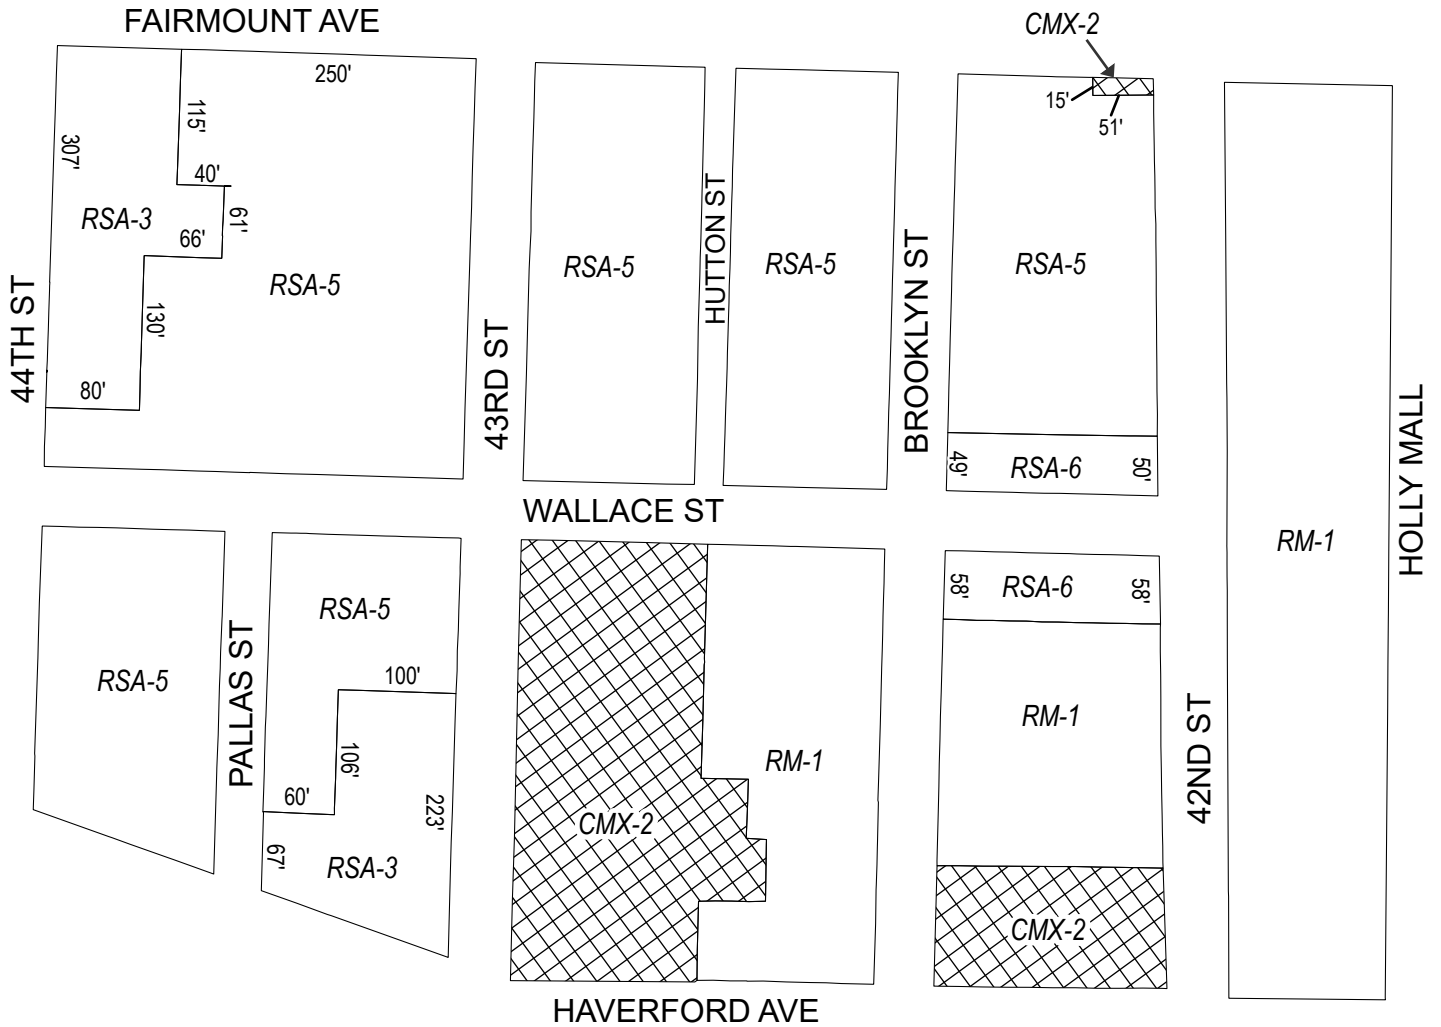 FAIRMOUNT AVE
CMX-2
250'
15'
51'
115'
307'
40'
RSA-3
61'
66'
RSA-5
130'
80'
44TH ST
43RD ST
RSA-5
HUTTON ST
RSA-5
BROOKLYN ST
RSA-5
49'
RSA-6
50'
HOLLY MALL
RM-1
WALLACE ST
RSA-5
PALLAS ST
RSA-5
100'
106'
60'
223'
67'
RSA-3
CMX-2
RM-1
58'
RSA-6
58'
RM-1
42ND ST
CMX-2
HAVERFORD AVE